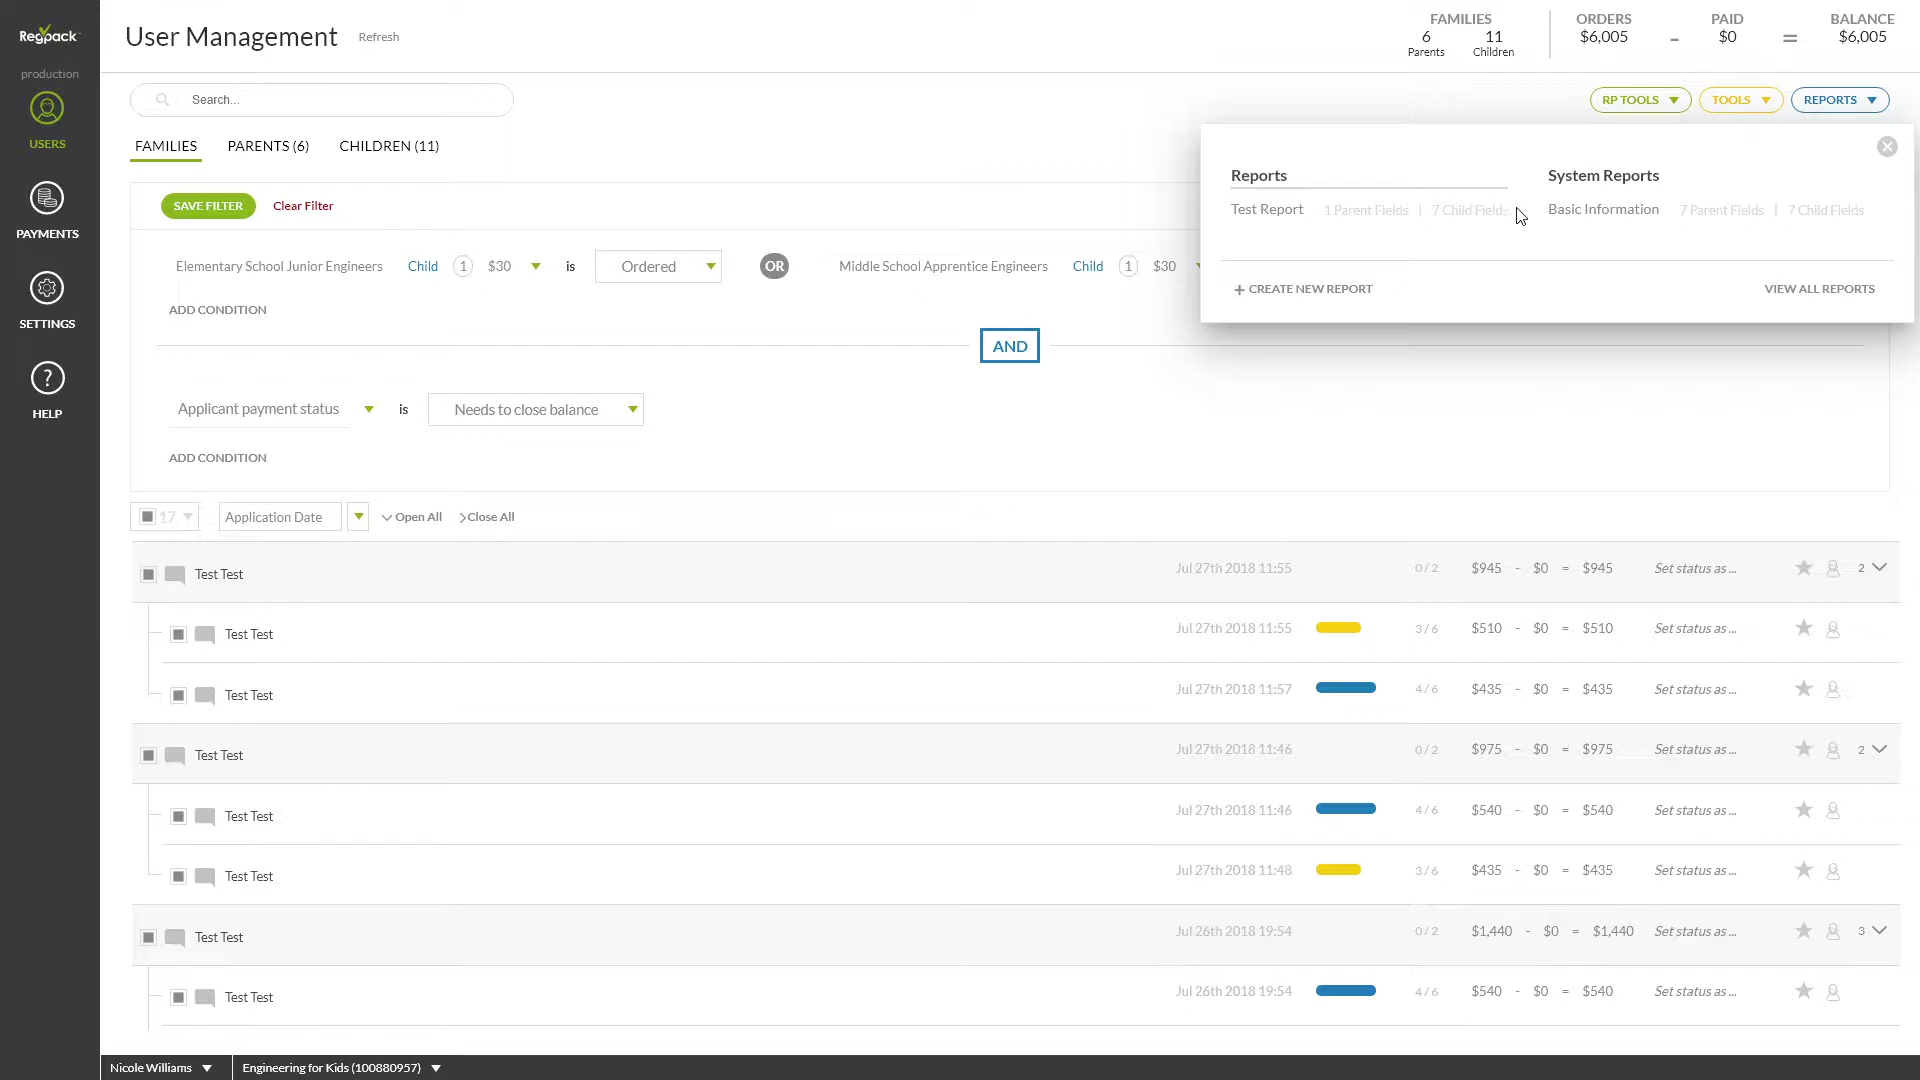 Regpack
production
USERS
PAYMENTS
SETTINGS
?
HELP
User Management Refresh
FAMILIES
6 11
Parents Children
ORDERS PAID BALANCE
$6,005 - $0 = $6,005
Search...
RP TOOLS TOOLS REPORTS
FAMILIES PARENTS (6) CHILDREN (11)
SAVE FILTER Clear Filter
Reports System Reports
Test Report 1 Parent Fields | 7 Child Fields Basic Information 7 Parent Fields | 7 Child Fields
+ CREATE NEW REPORT VIEW ALL REPORTS
Elementary School Junior Engineers Child 1 $30 is Ordered OR Middle School Apprentice Engineers Child 1 $30
ADD CONDITION
AND
Applicant payment status is Needs to close balance
ADD CONDITION
17 Application Date Open All Close All
Test Test Jul 27th 2018 11:55 0 / 2 $945 - $0 = $945 Set status as ... 2
Test Test Jul 27th 2018 11:55 3 / 6 $510 - $0 = $510 Set status as ...
Test Test Jul 27th 2018 11:57 4 / 6 $435 - $0 = $435 Set status as ...
Test Test Jul 27th 2018 11:46 0 / 2 $975 - $0 = $975 Set status as ... 2
Test Test Jul 27th 2018 11:46 4 / 6 $540 - $0 = $540 Set status as ...
Test Test Jul 27th 2018 11:48 3 / 6 $435 - $0 = $435 Set status as ...
Test Test Jul 26th 2018 19:54 0 / 2 $1,440 - $0 = $1,440 Set status as ... 3
Test Test Jul 26th 2018 19:54 4 / 6 $540 - $0 = $540 Set status as ...
Nicole Williams Engineering for Kids (100880957)